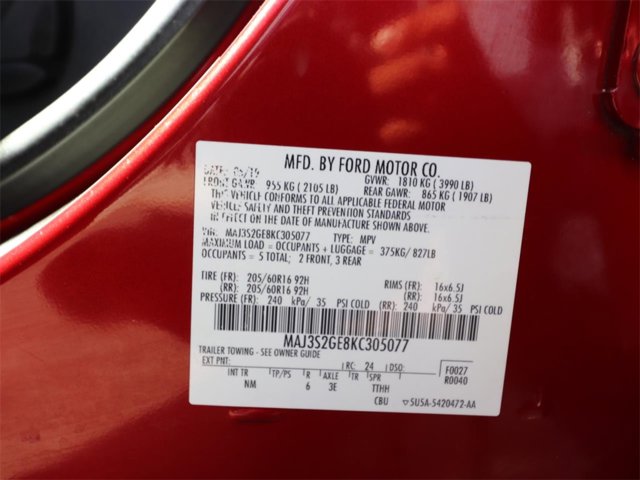 MFD. BY FORD MOTOR CO.
DATE: 05/19 GVWR: 1810 KG ( 3990 LB)
FRONT GAWR: 955 KG ( 2105 LB) REAR GAWR: 865 KG ( 1907 LB)
THIS VEHICLE CONFORMS TO ALL APPLICABLE FEDERAL MOTOR
VEHICLE SAFETY AND THEFT PREVENTION STANDARDS
IN EFFECT ON THE DATE OF MANUFACTURE SHOWN ABOVE.
VIN: MAJ3S2GE8KC305077 TYPE: MPV
MAXIMUM LOAD = OCCUPANTS + LUGGAGE = 375KG/ 827LB
OCCUPANTS = 5 TOTAL; 2 FRONT, 3 REAR
TIRE (FR): 205/60R16 92H RIMS (FR): 16x6.5J
(RR): 205/60R16 92H (RR): 16x6.5J
PRESSURE (FR): 240 kPa/ 35 PSI COLD (RR): 240 kPa/ 35 PSI COLD
MAJ3S2GE8KC305077
TRAILER TOWING - SEE OWNER GUIDE
EXT PNT: RC: 24 DSO: F0027
R0040
INT TR TP/PS R AXLE TR SPR
NM 6 3E TTHH
CBU ▽SU5A-5420472-AA